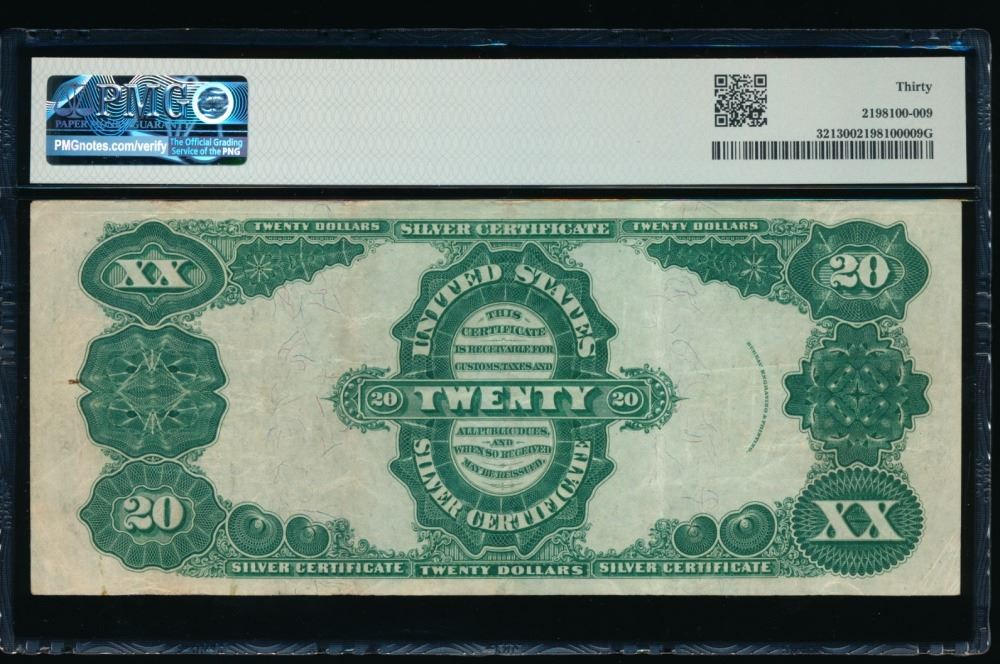 PMG
PAPER MONEY GUARANTY
PMGnotes.com/verify
The Official Grading
Service of the PNG
Thirty
2198100-009
3213002198100009G
TWENTY DOLLARS SILVER CERTIFICATE TWENTY DOLLARS
XX
20
UNITED STATES
THIS
CERTIFICATE
IS RECEIVABLE FOR
CUSTOMS, TAXES AND
20 TWENTY 20
ALL PUBLIC DUES,
AND
WHEN SO RECEIVED
MAY BE REISSUED.
SILVER CERTIFICATE
BUREAU ENGRAVING & PRINTING.
20
XX
SILVER CERTIFICATE TWENTY DOLLARS SILVER CERTIFICATE